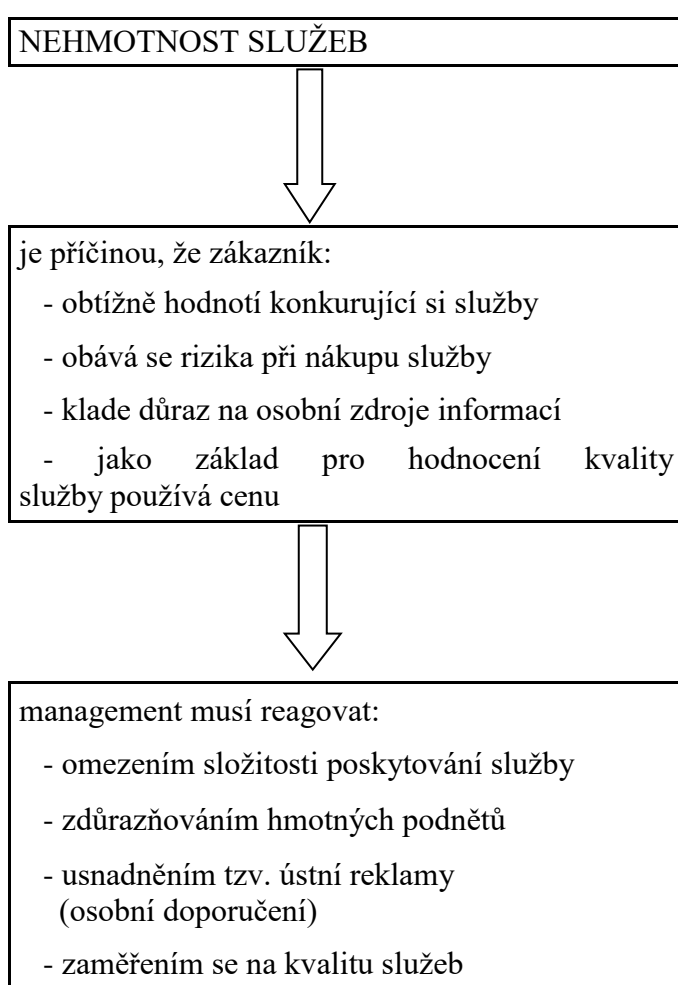 NEHMOTNOST SLUŽEB
je příčinou, že zákazník:
- obtížně hodnotí konkurující si služby
- obává se rizika při nákupu služby
- klade důraz na osobní zdroje informací
- jako základ pro hodnocení kvality
služby používá cenu
management musí reagovat:
- omezením složitosti poskytování služby
- zdůrazňováním hmotných podnětů
- usnadněním tzv. ústní reklamy
(osobní doporučení)
- zaměřením se na kvalitu služeb